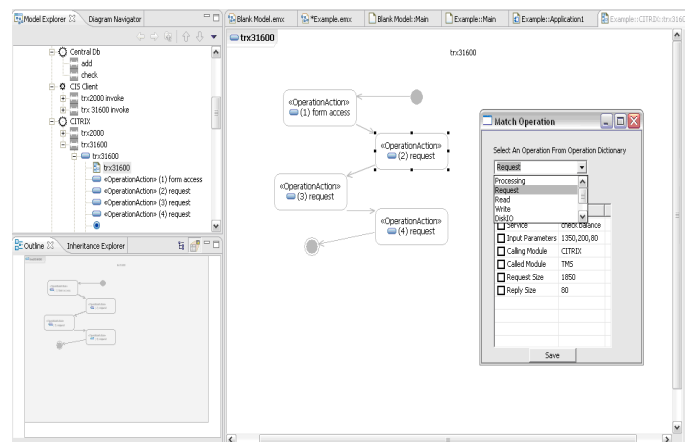 Model Explorer
Diagram Navigator
Blank Model.emx
*Example.emx
Blank Model::Main
Example::Main
Example::Application1
Example::CITRIX::trx3160
Central Db
add
check
CIS Client
trx2000 invoke
trx 31600 invoke
CITRIX
trx2000
trx31600
trx31600
trx31600
«OperationAction» (1) form access
«OperationAction» (2) request
«OperationAction» (3) request
«OperationAction» (4) request
Outline
Inheritance Explorer
trx31600
trx31600
«OperationAction»
(1) form access
«OperationAction»
(2) request
«OperationAction»
(3) request
«OperationAction»
(4) request
Match Operation
Select An Operation From Operation Dictionary
Request
Processing
Request
Read
Write
DiskIO
Service check balance
Input Parameters 1350,200,80
Calling Module CITRIX
Called Module TMS
Request Size 1850
Reply Size 80
Save